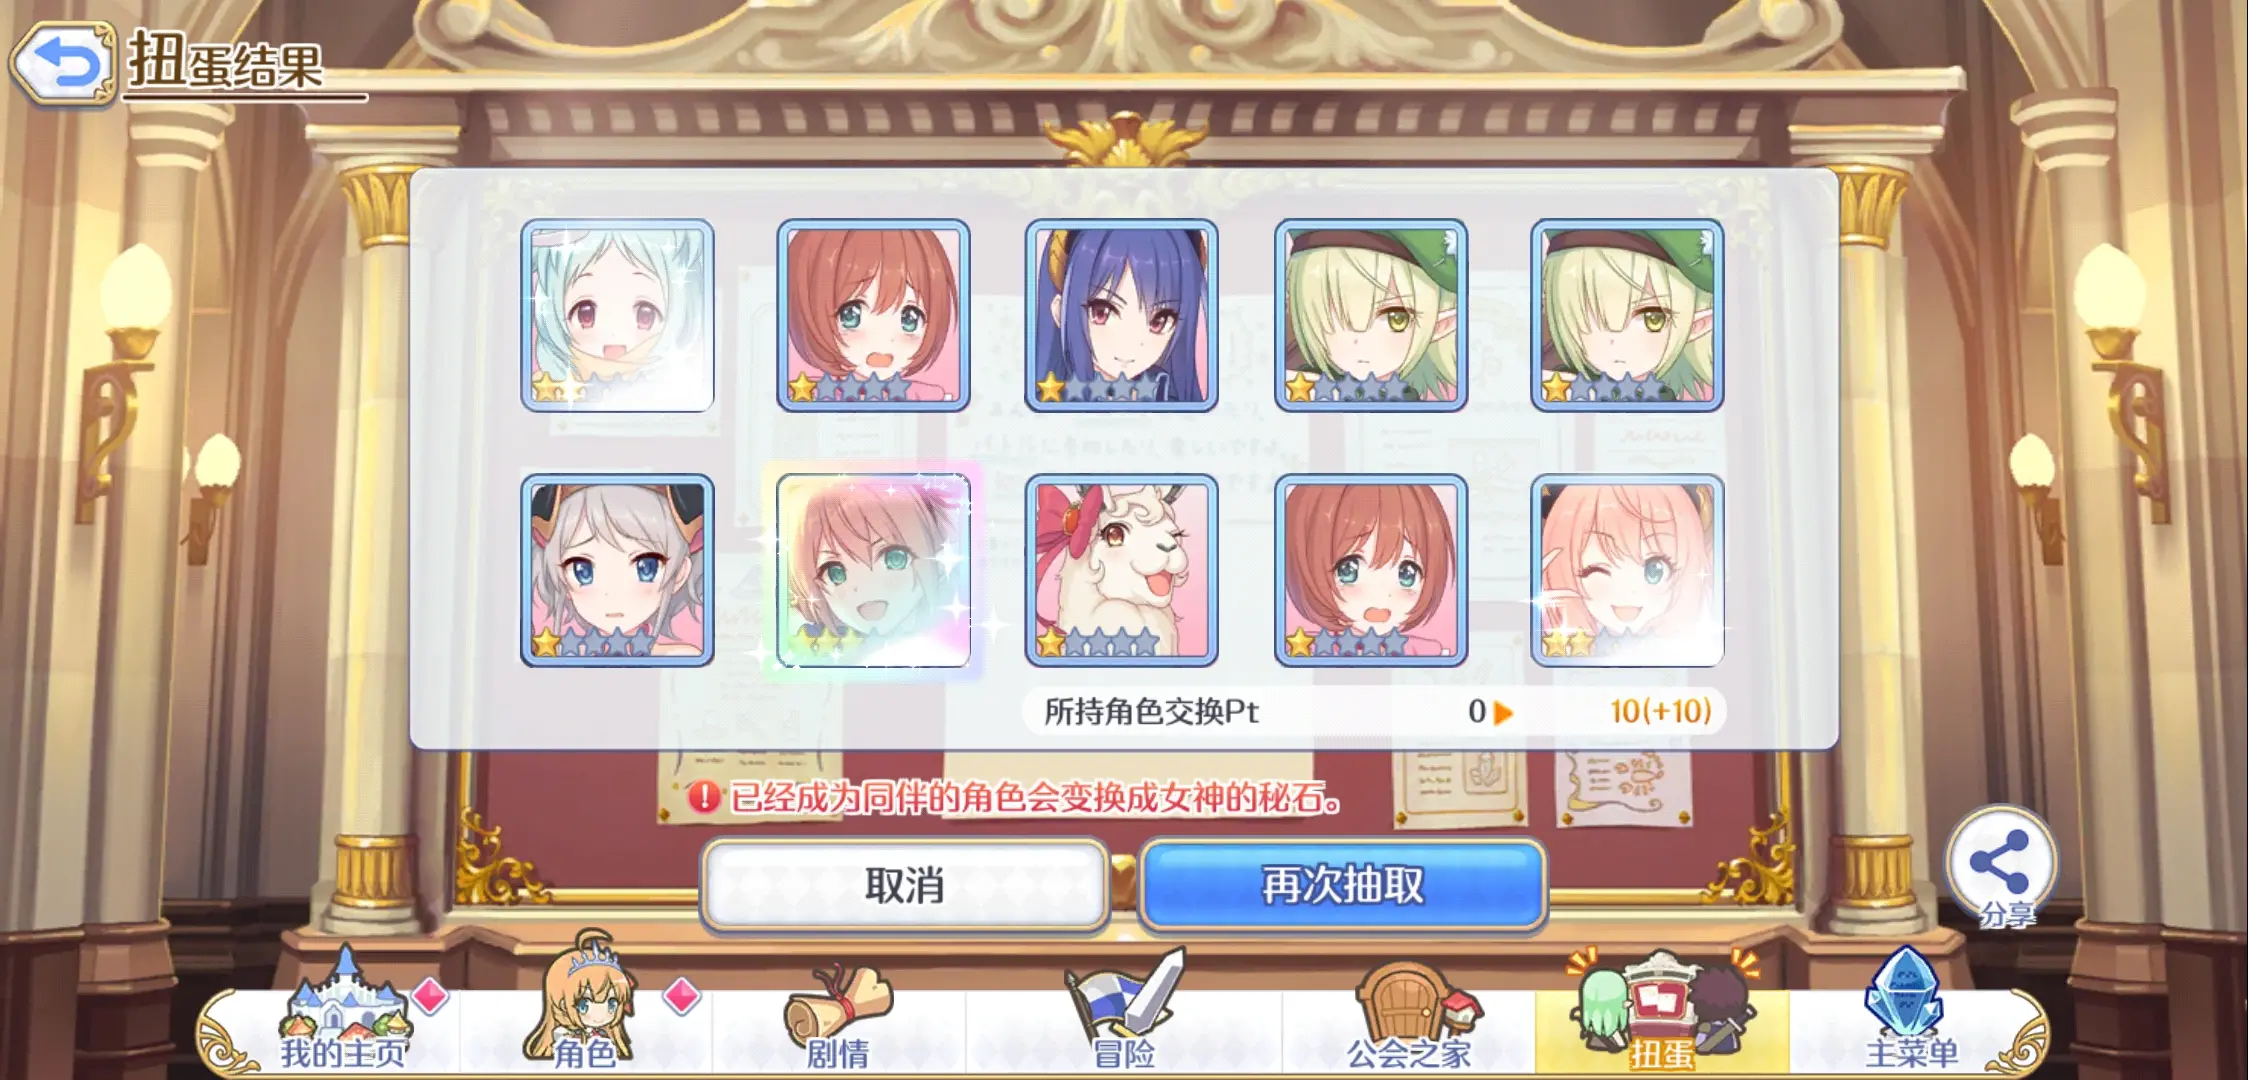 扭蛋结果
所持角色交换Pt 0 10(+10)
已经成为同伴的角色会变换成女神的秘石。
取消
再次抽取
分享
我的主页
角色
剧情
冒险
公会之家
扭蛋
主菜单